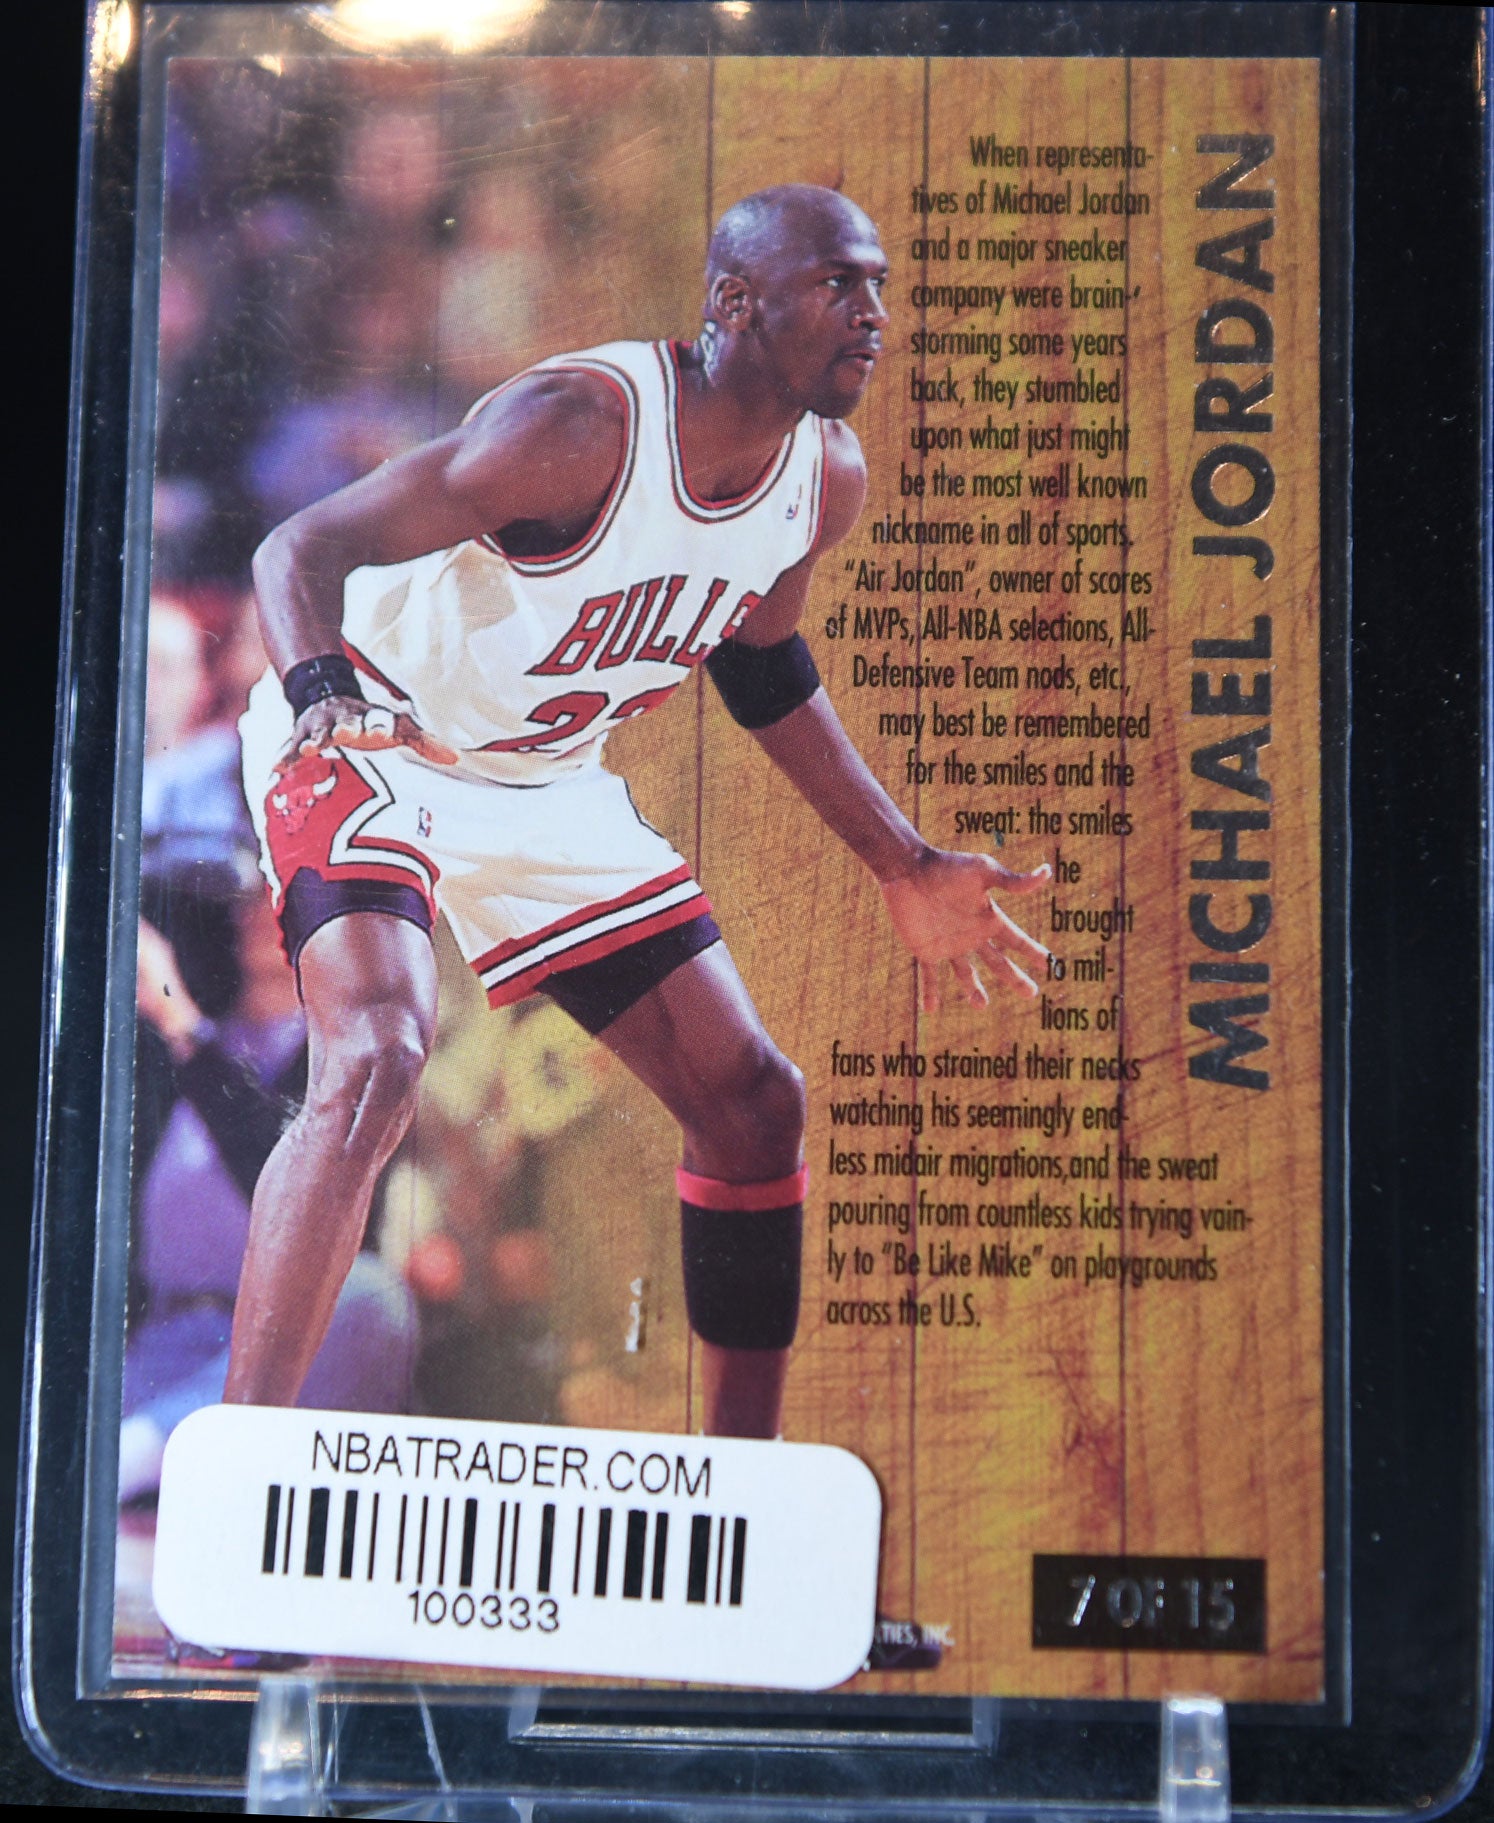 When representa-
tives of Michael Jordan
and a major sneaker
company were brain-
storming some years
back, they stumbled
upon what just might
be the most well known
nickname in all of sports.
“Air Jordan”, owner of scores
of MVPs, All-NBA selections, All-
Defensive Team nods, etc.,
may best be remembered
for the smiles and the
sweat: the smiles
he
brought
to mil-
lions of
fans who strained their necks
watching his seemingly end-
less midair migrations,and the sweat
pouring from countless kids trying vain-
ly to “Be Like Mike” on playgrounds
across the U.S.
MICHAEL JORDAN
BULLS
23
NBATRADER.COM
100333
TIES, INC.
7 OF 15